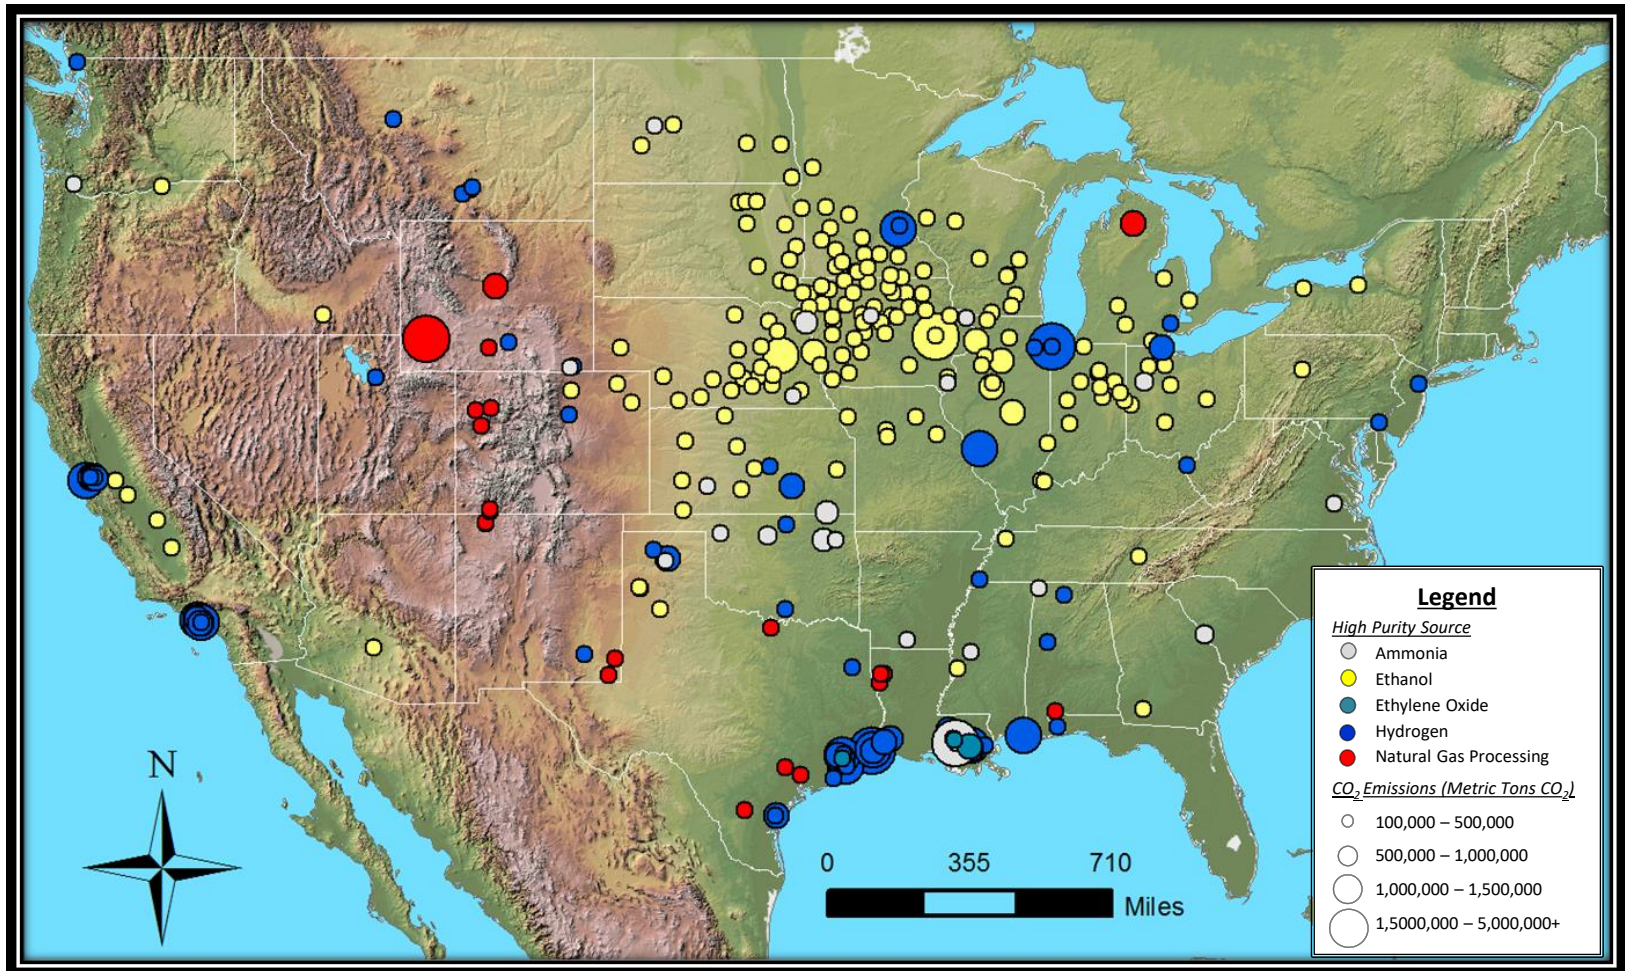 N
0 355 710
Miles
Legend
High Purity Source
Ammonia
Ethanol
Ethylene Oxide
Hydrogen
Natural Gas Processing
CO2 Emissions (Metric Tons CO2)
100,000 – 500,000
500,000 – 1,000,000
1,000,000 – 1,500,000
1,5000,000 – 5,000,000+